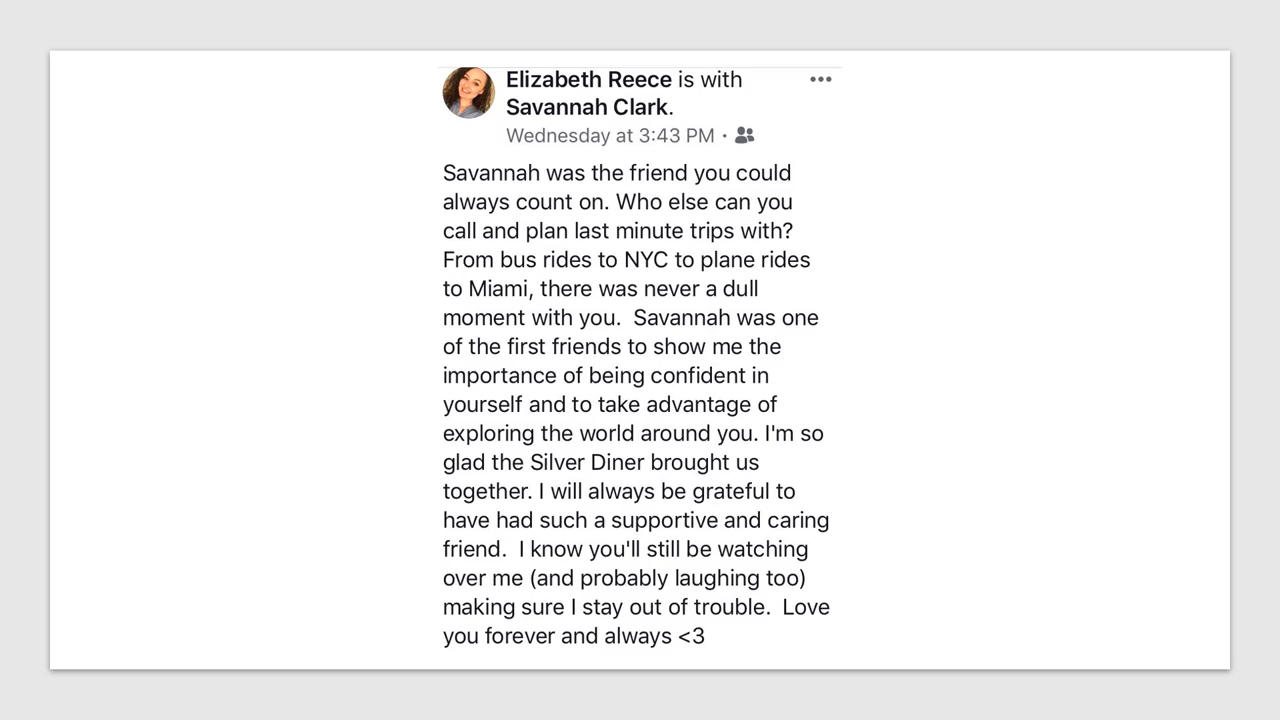 Elizabeth Reece is with
Savannah Clark.
Wednesday at 3:43 PM ·
Savannah was the friend you could
always count on. Who else can you
call and plan last minute trips with?
From bus rides to NYC to plane rides
to Miami, there was never a dull
moment with you.  Savannah was one
of the first friends to show me the
importance of being confident in
yourself and to take advantage of
exploring the world around you. I'm so
glad the Silver Diner brought us
together. I will always be grateful to
have had such a supportive and caring
friend.  I know you'll still be watching
over me (and probably laughing too)
making sure I stay out of trouble.  Love
you forever and always <3